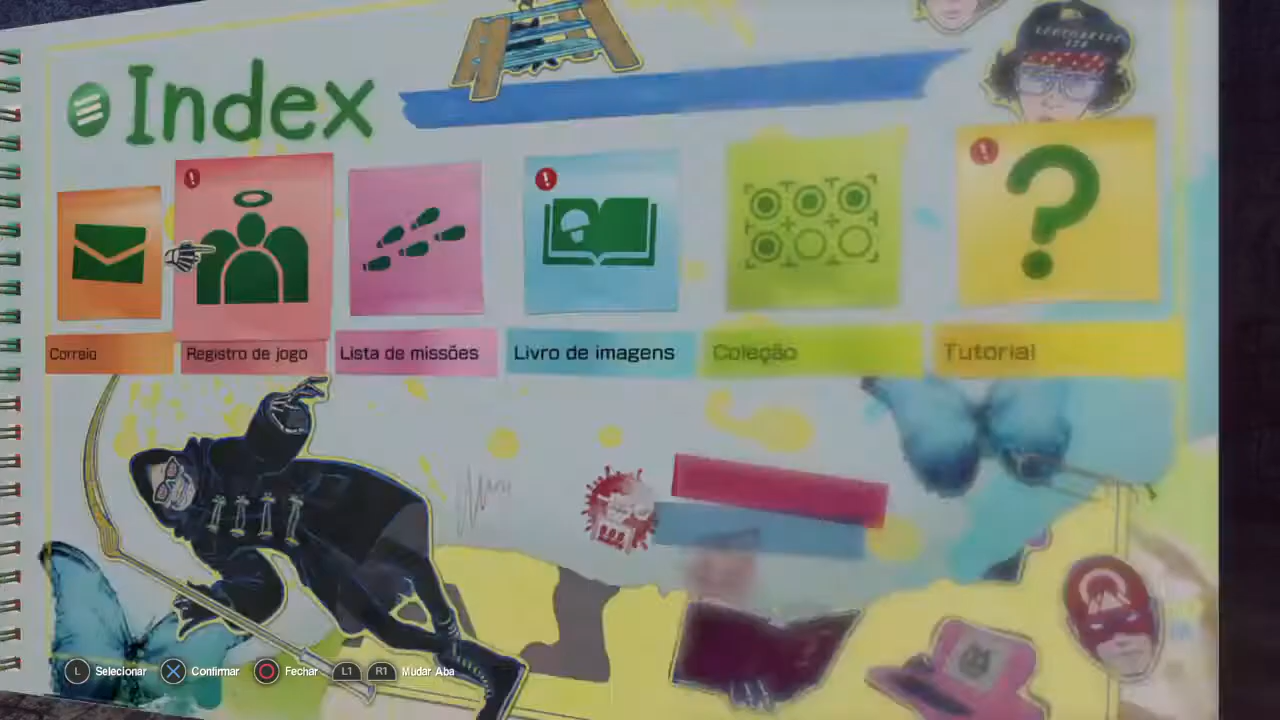 Index
Correio
Registro de jogo
Lista de missões
Livro de imagens
Coleção
Tutorial
L Selecionar
Confirmar
Fechar
L1 R1 Mudar Aba